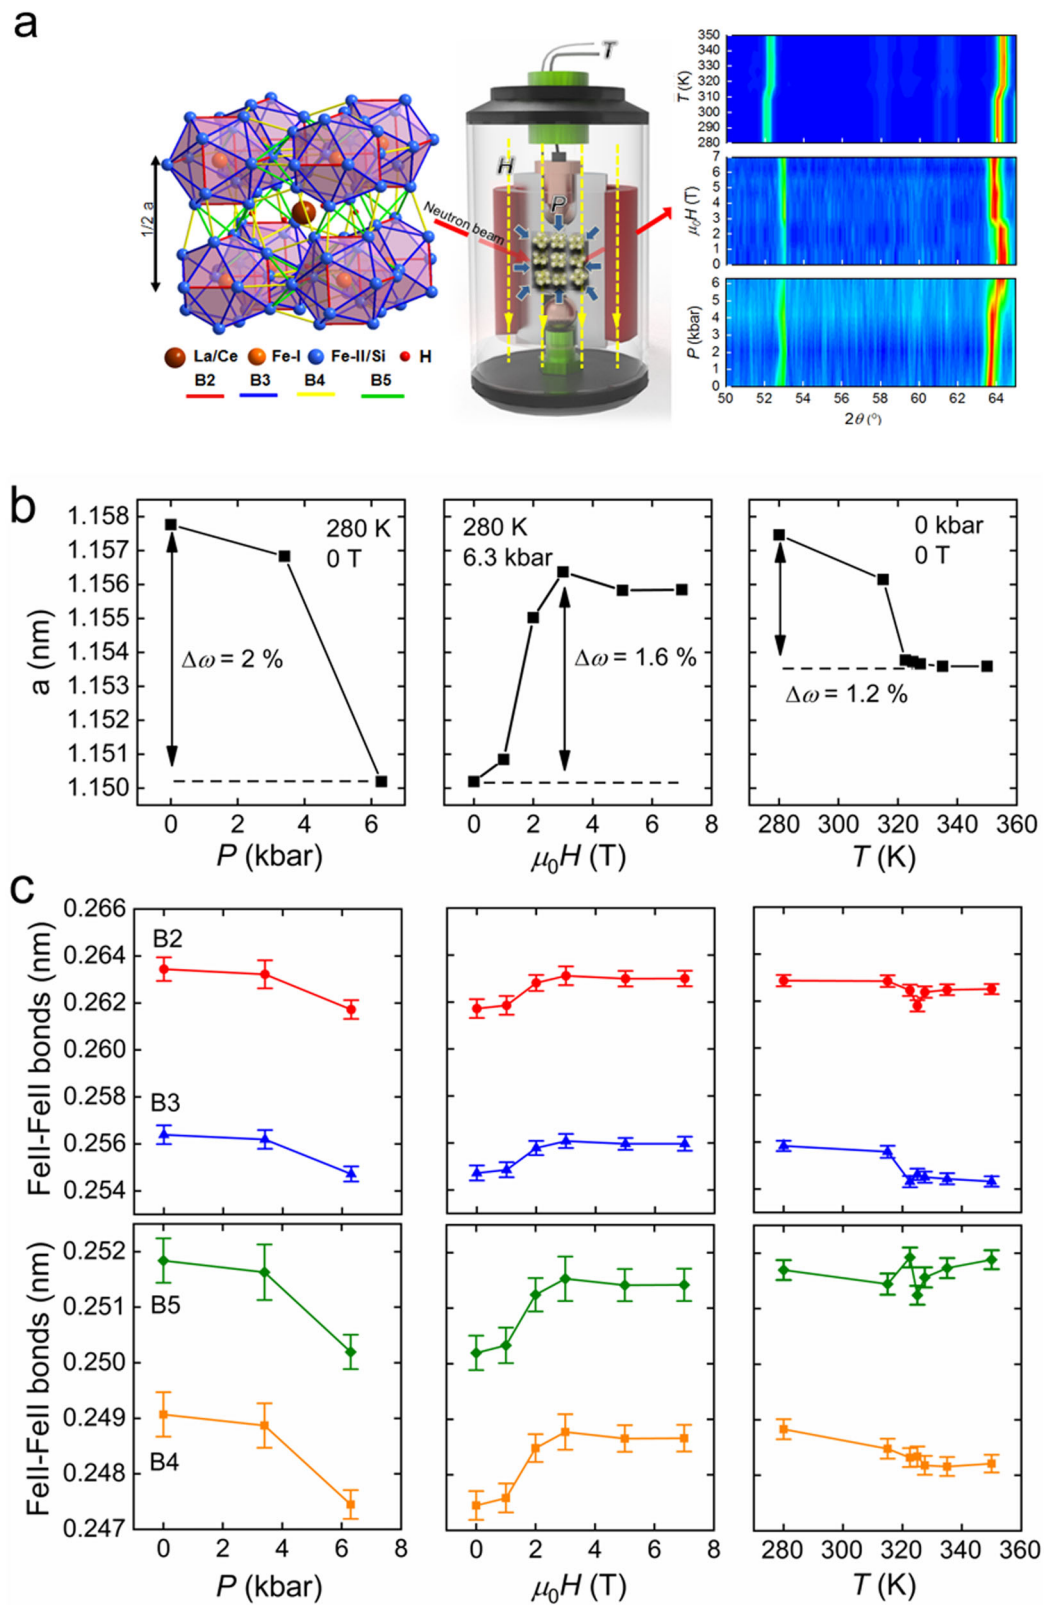 a
T
H
P
Neutron beam
1/2 a
La/Ce Fe-I Fe-II/Si H
B2 B3 B4 B5
350
340
330
320
310
300
290
280
T (K)
7
6
5
4
3
2
1
0
μ0H (T)
6
5
4
3
2
1
0
P (kbar)
50 52 54 56 58 60 62 64
2θ (°)
b
1.158
1.157
1.156
1.155
1.154
1.153
1.152
1.151
1.150
a (nm)
280 K
0 T
Δω = 2 %
0 2 4 6 8
P (kbar)
280 K
6.3 kbar
Δω = 1.6 %
0 2 4 6 8
μ0H (T)
0 kbar
0 T
Δω = 1.2 %
280 300 320 340 360
T (K)
c
0.266
0.264
0.262
0.260
0.258
0.256
0.254
FeII-FeII bonds (nm)
B2
B3
0.252
0.251
0.250
0.249
0.248
0.247
FeII-FeII bonds (nm)
B5
B4
0 2 4 6 8
P (kbar)
0 2 4 6 8
μ0H (T)
280 300 320 340 360
T (K)